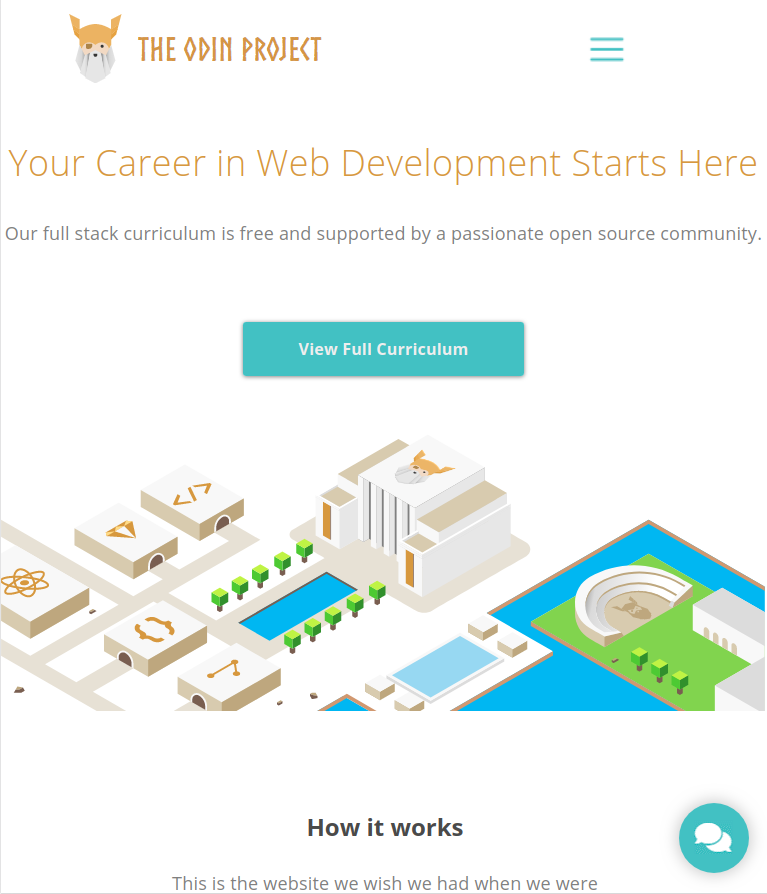 THE ODIN PROJECT
Your Career in Web Development Starts Here
Our full stack curriculum is free and supported by a passionate open source community.
View Full Curriculum
</>
How it works
This is the website we wish we had when we were